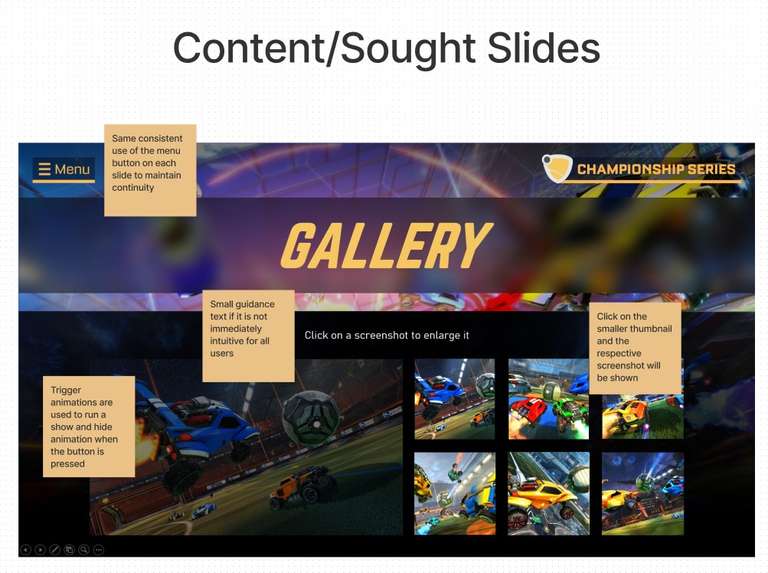 Content/Sought Slides
Same consistent
use of the menu
button on each
slide to maintain
continuity
Menu
CHAMPIONSHIP SERIES
GALLERY
Small guidance
text if it is not
immediately
intuitive for all
users
Click on a screenshot to enlarge it
Click on the
smaller thumbnail
and the
respective
screenshot will
be shown
Trigger
animations are
used to run a
show and hide
animation when
the button is
pressed